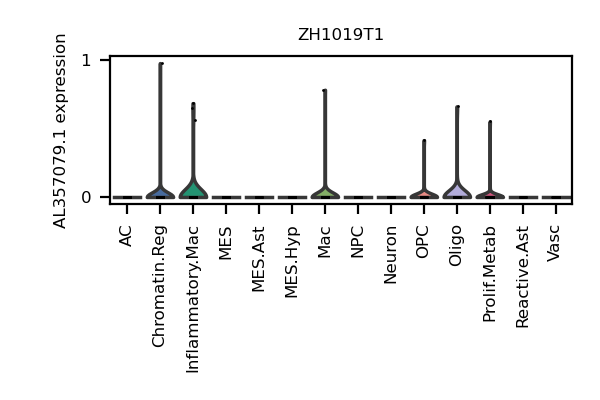 ZH1019T1
AL357079.1 expression
1
0
AC
Chromatin.Reg
Inflammatory.Mac
MES
MES.Ast
MES.Hyp
Mac
NPC
Neuron
OPC
Oligo
Prolif.Metab
Reactive.Ast
Vasc